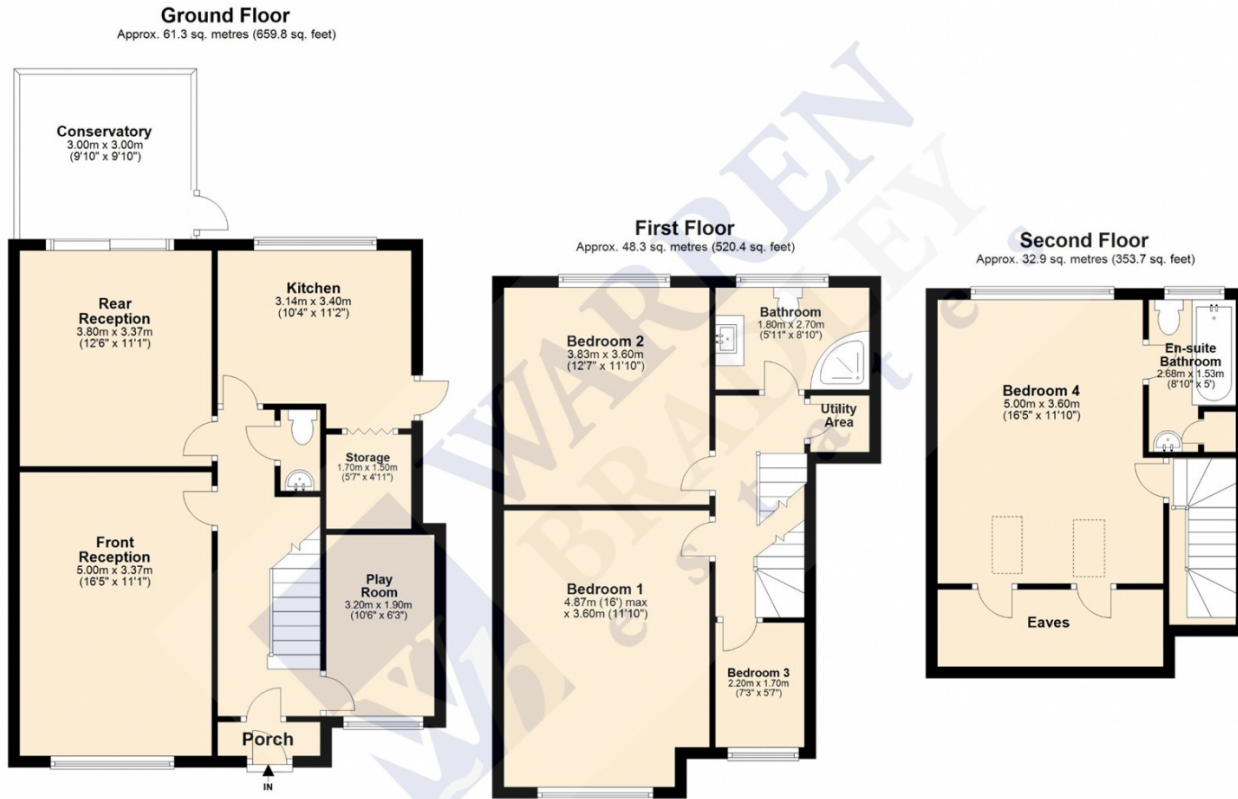 Ground Floor
Approx. 61.3 sq. metres (659.8 sq. feet)
Conservatory
3.00m x 3.00m
(9'10" x 9'10")
Rear
Reception
3.80m x 3.37m
(12'6" x 11'1")
Kitchen
3.14m x 3.40m
(10'4" x 11'2")
Storage
1.70m x 1.50m
(5'7" x 4'11")
Front
Reception
5.00m x 3.37m
(16'5" x 11'1")
Play
Room
3.20m x 1.90m
(10'6" x 6'3")
Porch
IN
First Floor
Approx. 48.3 sq. metres (520.4 sq. feet)
Bedroom 2
3.83m x 3.60m
(12'7" x 11'10")
Bathroom
1.80m x 2.70m
(5'11" x 8'10")
Utility
Area
Bedroom 1
4.87m (16') max
x 3.60m (11'10")
Bedroom 3
2.20m x 1.70m
(7'3" x 5'7")
Second Floor
Approx. 32.9 sq. metres (353.7 sq. feet)
En-suite
Bathroom
2.68m x 1.53m
(8'10" x 5')
Bedroom 4
5.00m x 3.60m
(16'5" x 11'10")
Eaves
WARREN
BRADLEY
estates